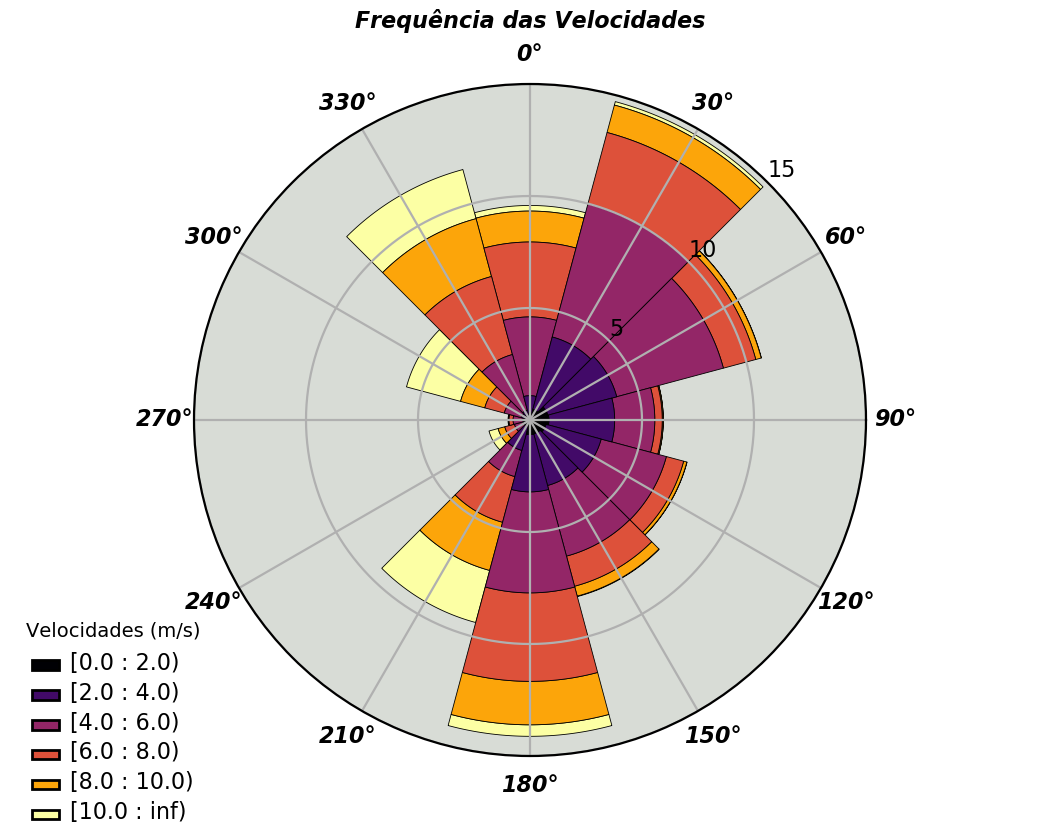 Frequência das Velocidades
0°
330°
30°
15
300°
60°
10
5
270°
90°
240°
120°
210°
150°
180°
Velocidades (m/s)
[0.0 : 2.0)
[2.0 : 4.0)
[4.0 : 6.0)
[6.0 : 8.0)
[8.0 : 10.0)
[10.0 : inf)